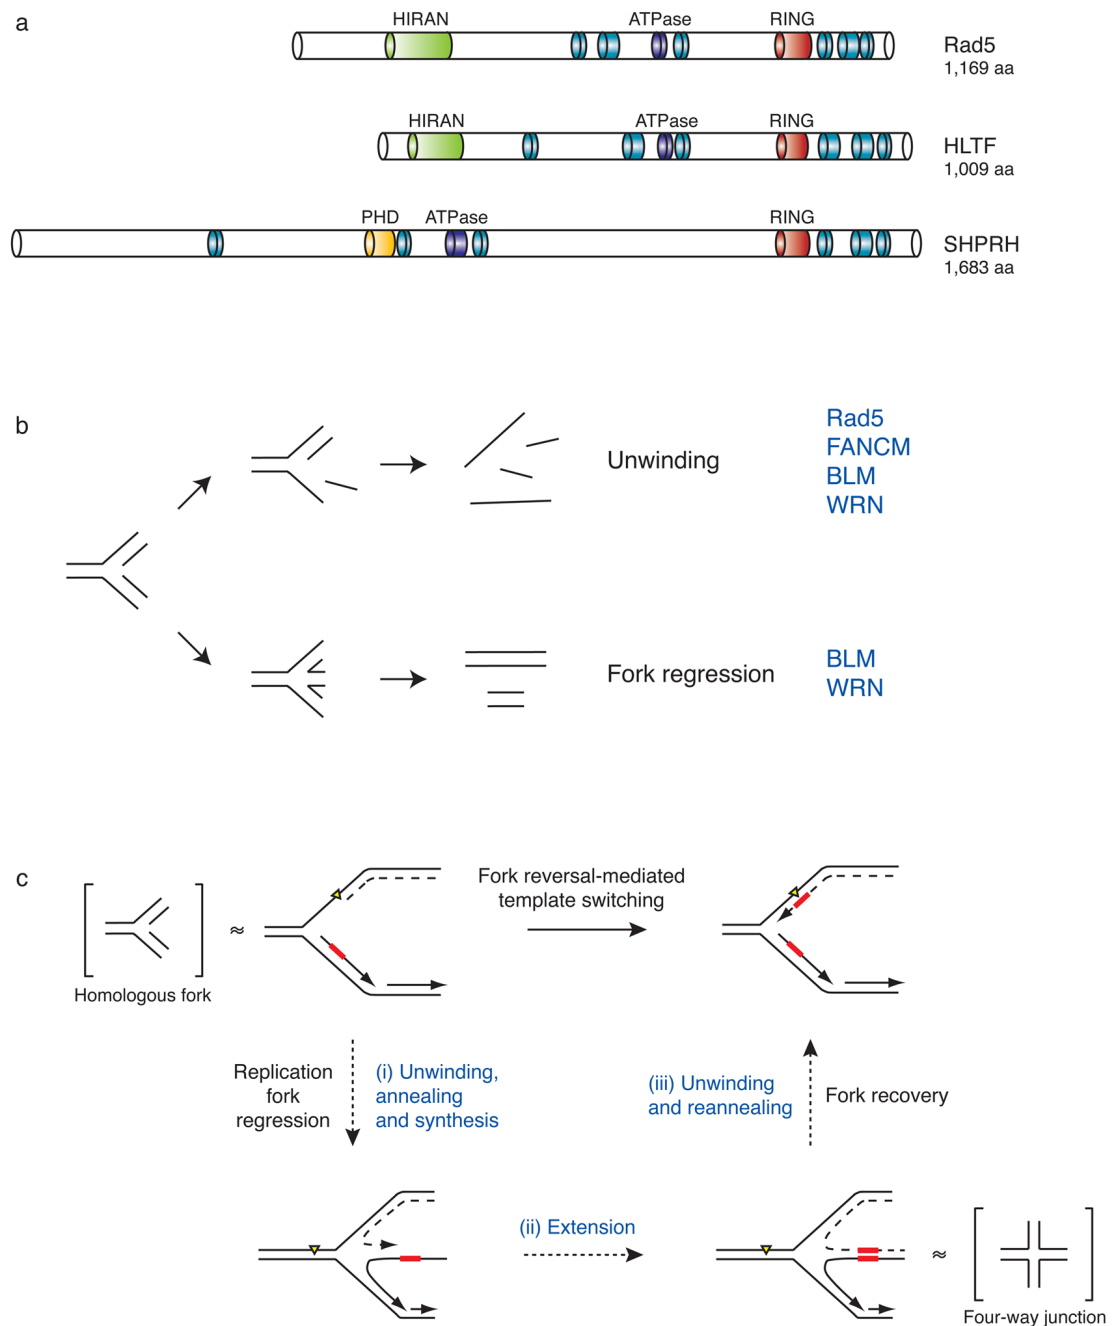 a
HIRAN ATPase RING
Rad5
1,169 aa
HIRAN ATPase RING
HLTF
1,009 aa
PHD ATPase RING
SHPRH
1,683 aa
b
Unwinding
Rad5
FANCM
BLM
WRN
Fork regression
BLM
WRN
c
Homologous fork
≈
Fork reversal-mediated
template switching
Replication
fork
regression
(i) Unwinding,
annealing
and synthesis
(iii) Unwinding
and reannealing
Fork recovery
(ii) Extension
≈
Four-way junction